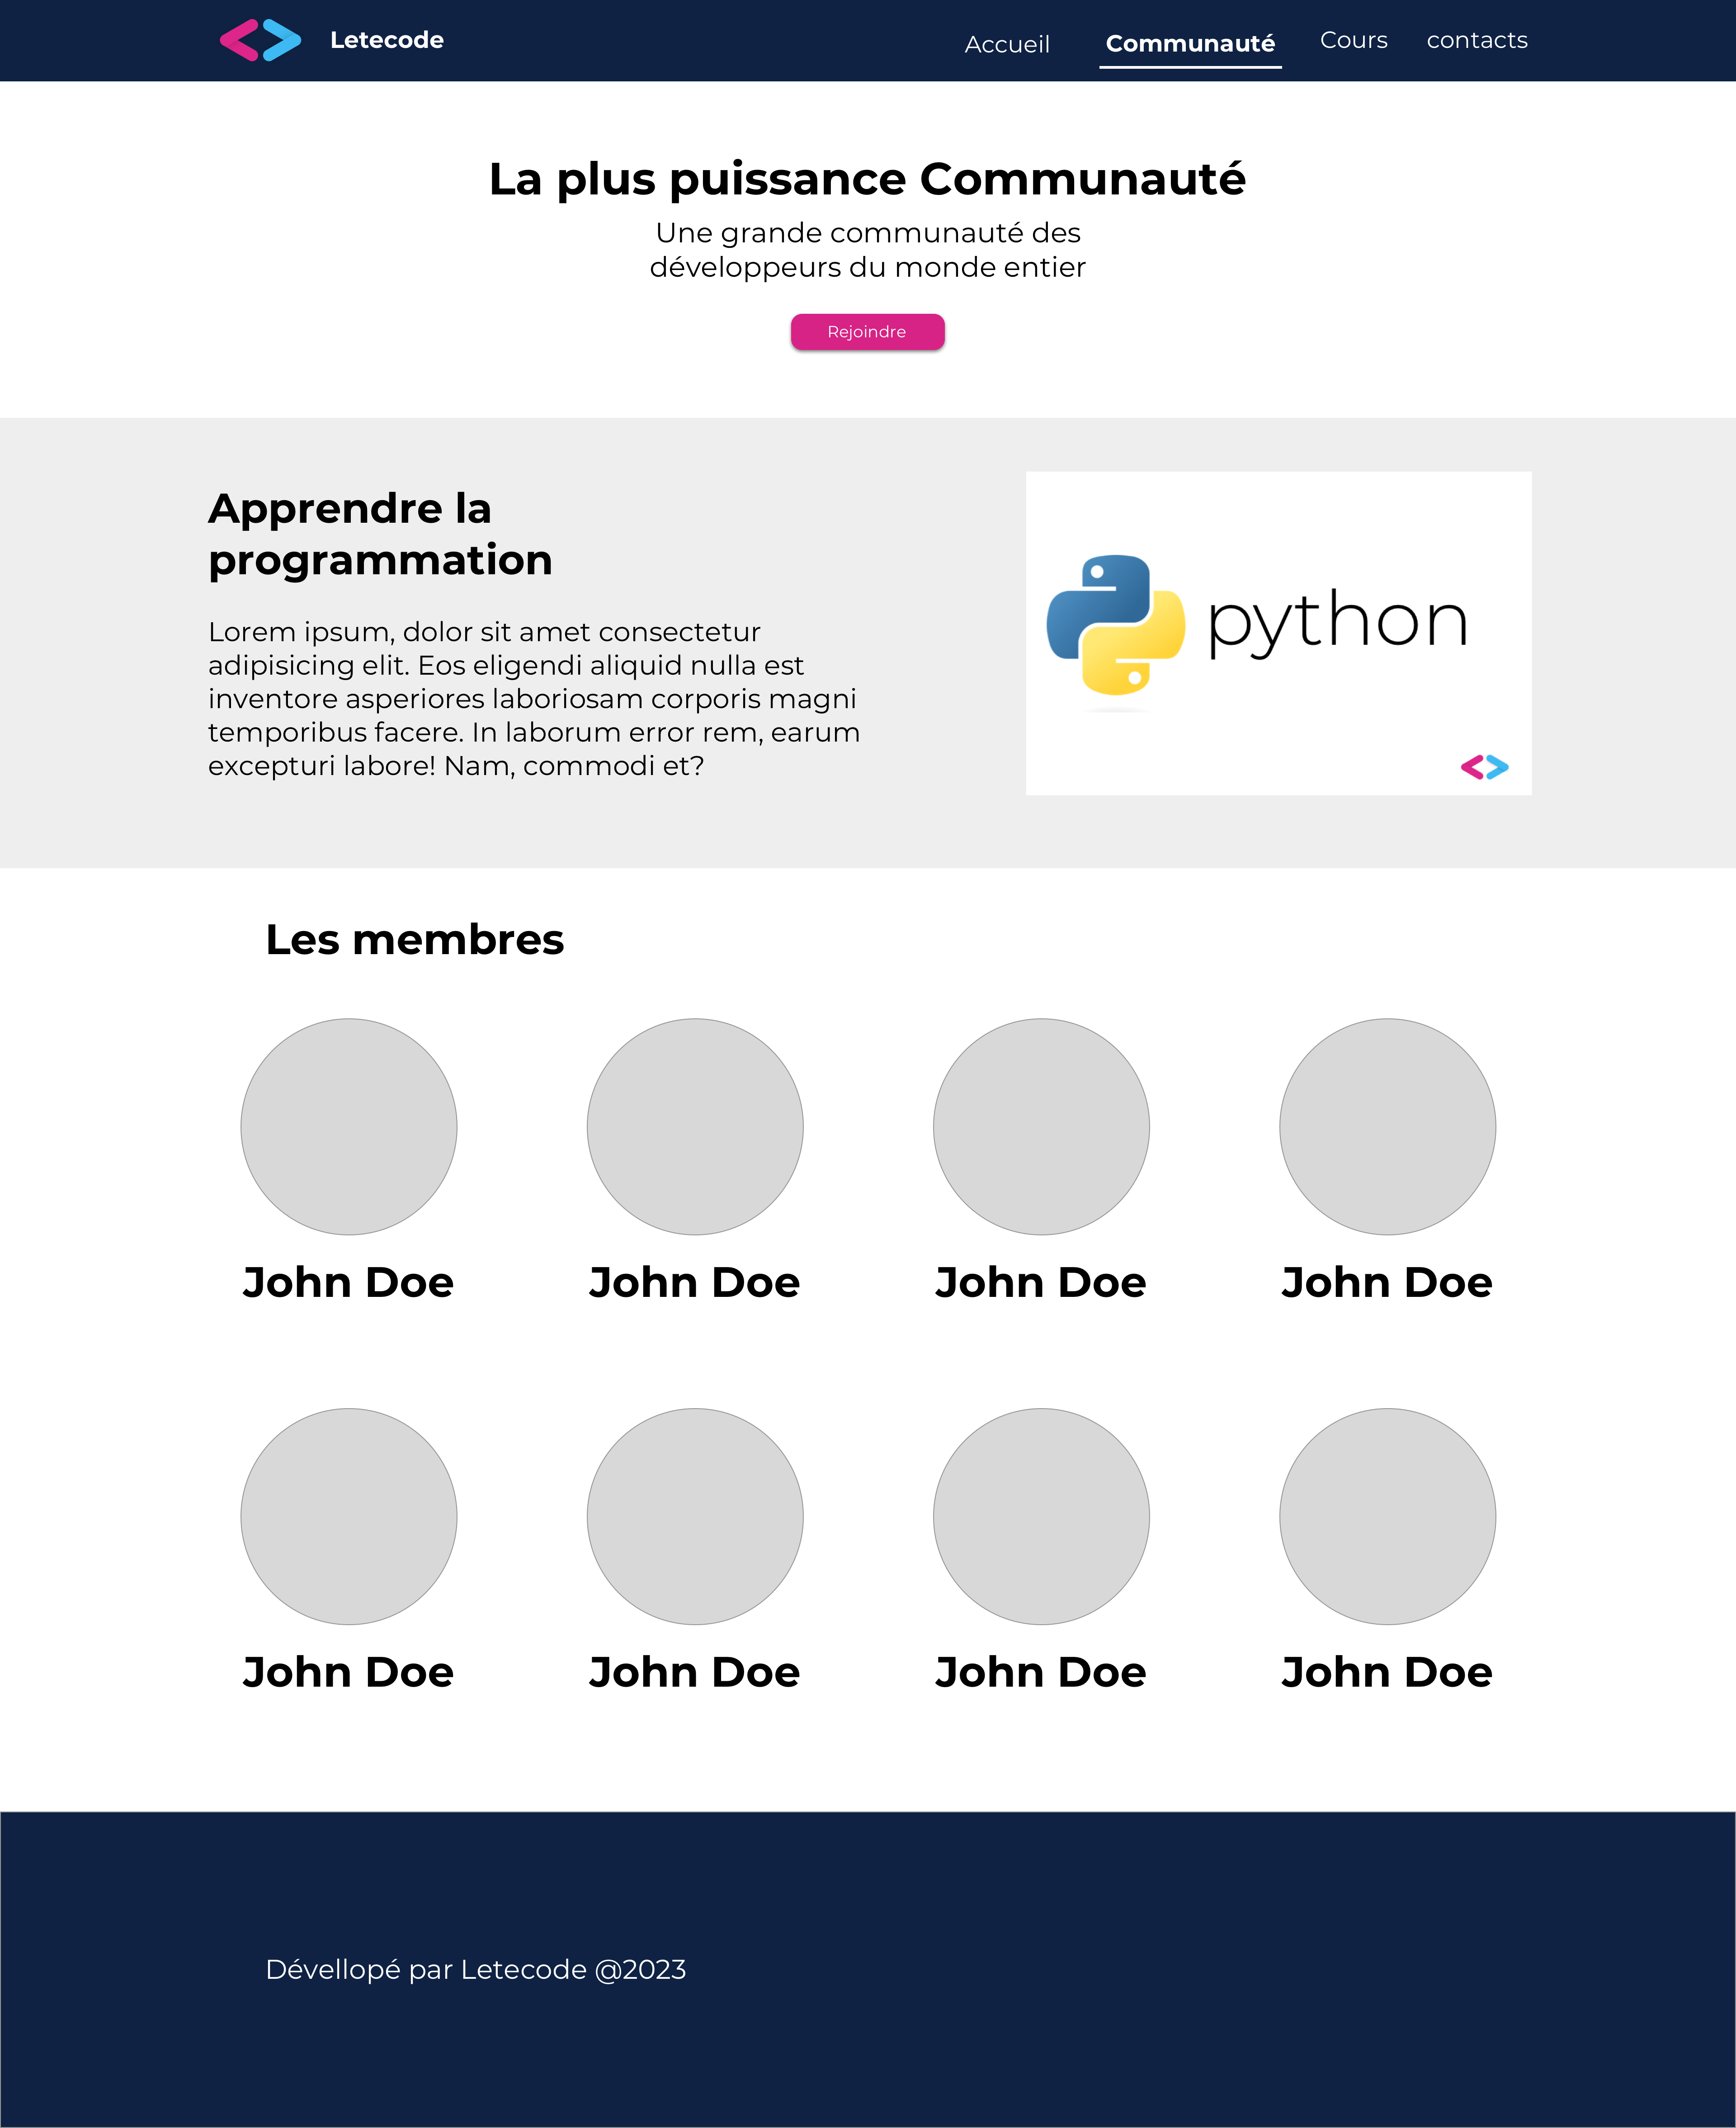 Letecode
Accueil
Communauté
Cours
contacts
La plus puissance Communauté
Une grande communauté des
développeurs du monde entier
Rejoindre
Apprendre la
programmation
Lorem ipsum, dolor sit amet consectetur
adipisicing elit. Eos eligendi aliquid nulla est
inventore asperiores laboriosam corporis magni
temporibus facere. In laborum error rem, earum
excepturi labore! Nam, commodi et?
python
Les membres
John Doe
John Doe
John Doe
John Doe
John Doe
John Doe
John Doe
John Doe
Dévellopé par Letecode @2023